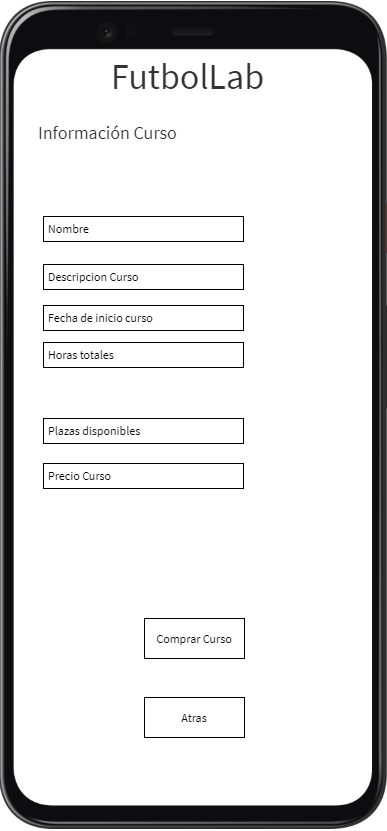 FutbolLab
Información Curso
Nombre
Descripcion Curso
Fecha de inicio curso
Horas totales
Plazas disponibles
Precio Curso
Comprar Curso
Atras